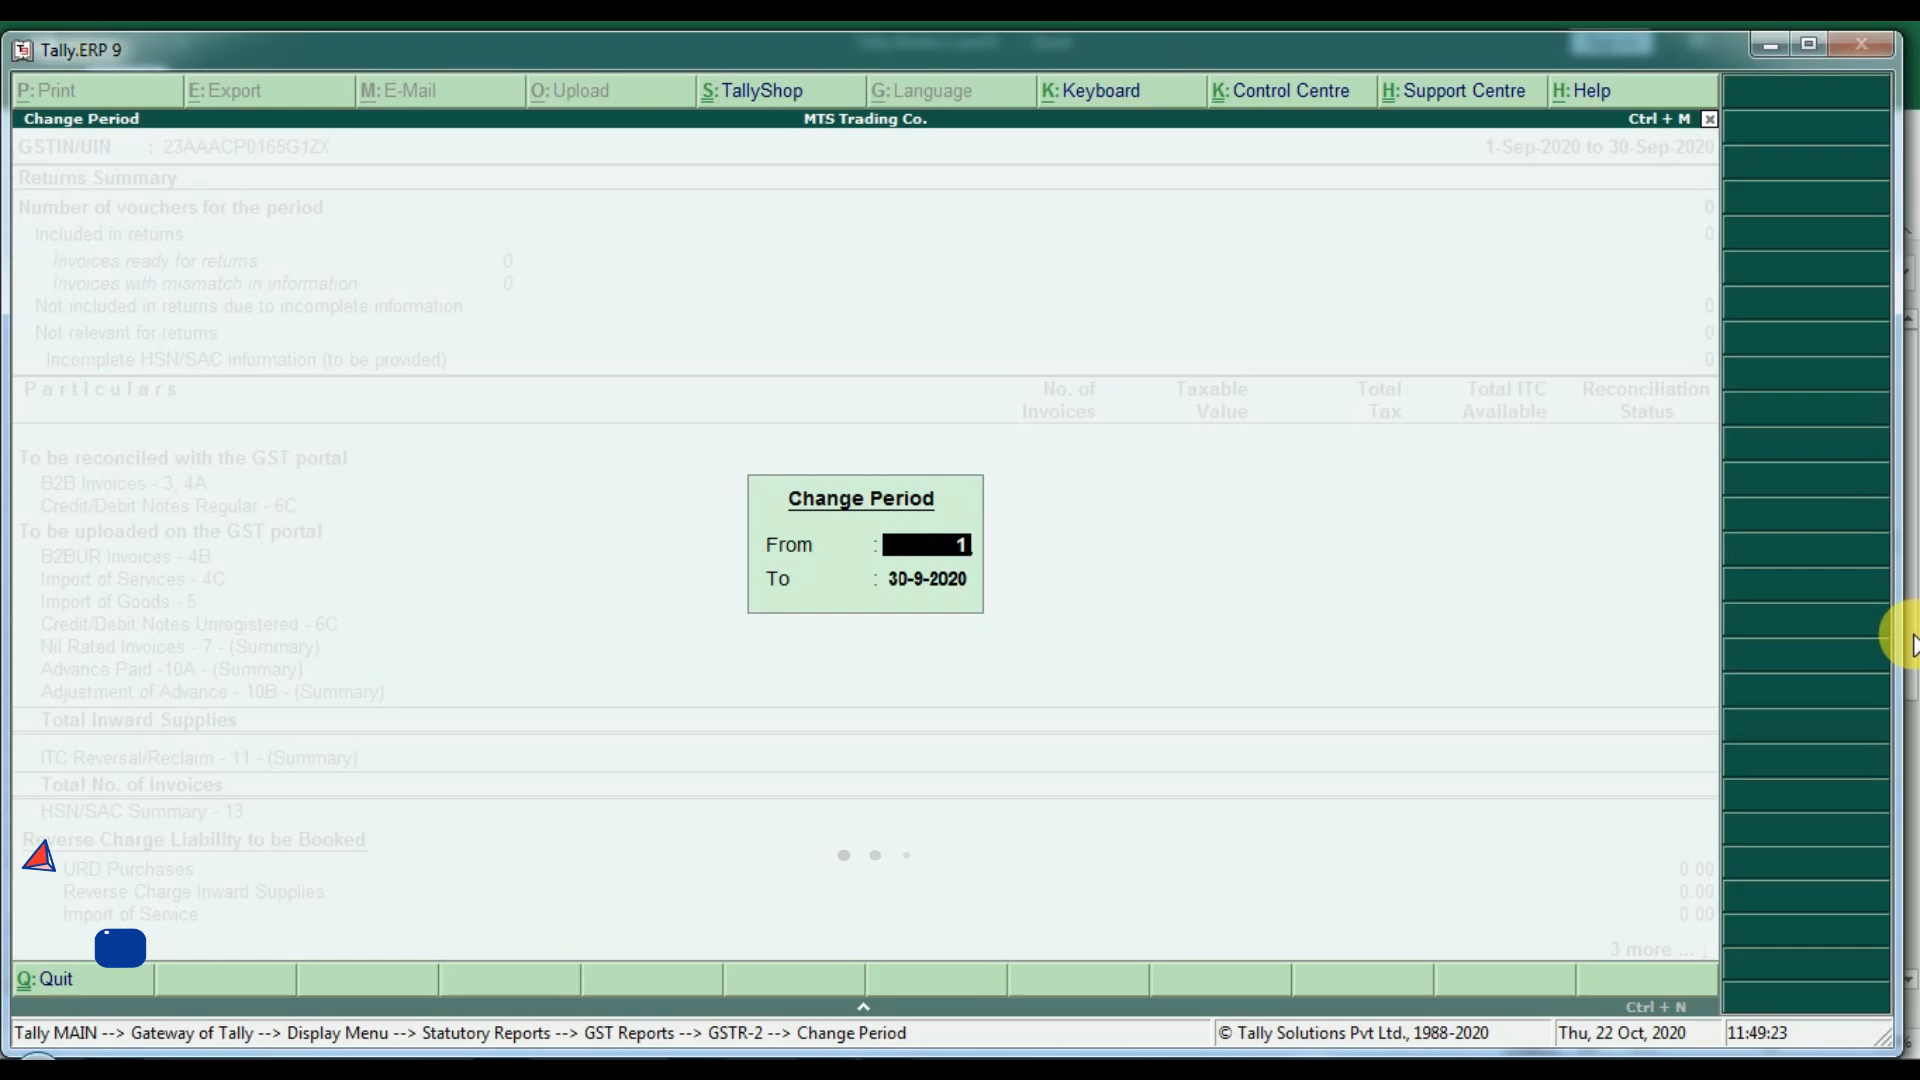 Tally.ERP 9
P: Print E: Export M: E-Mail O: Upload S: TallyShop G: Language K: Keyboard K: Control Centre H: Support Centre H: Help
Change Period MTS Trading Co. Ctrl + M
GSTIN/UIN : 23AAACP0165G1ZX 1-Sep-2020 to 30-Sep-2020
Returns Summary
Number of vouchers for the period 0
Included in returns 0
Invoices ready for returns 0
Invoices with mismatch in information 0
Not included in returns due to incomplete information 0
Not relevant for returns 0
Incomplete HSN/SAC information (to be provided) 0
Particulars No. of Taxable Total Total ITC Reconciliation
Invoices Value Tax Available Status
To be reconciled with the GST portal
B2B Invoices - 3, 4A
Credit/Debit Notes Regular - 6C
To be uploaded on the GST portal
B2BUR Invoices - 4B
Import of Services - 4C
Import of Goods - 5
Credit/Debit Notes Unregistered - 6C
Nil Rated Invoices - 7 - (Summary)
Advance Paid -10A - (Summary)
Adjustment of Advance - 10B - (Summary)
Total Inward Supplies
ITC Reversal/Reclaim - 11 - (Summary)
Total No. of Invoices
HSN/SAC Summary - 13
Reverse Charge Liability to be Booked
URD Purchases 0.00
Reverse Charge Inward Supplies 0.00
Import of Service 0.00
3 more ...
Change Period
From : 1
To : 30-9-2020
Q: Quit
Ctrl + N
Tally MAIN --> Gateway of Tally --> Display Menu --> Statutory Reports --> GST Reports --> GSTR-2 --> Change Period © Tally Solutions Pvt Ltd., 1988-2020 Thu, 22 Oct, 2020 11:49:23